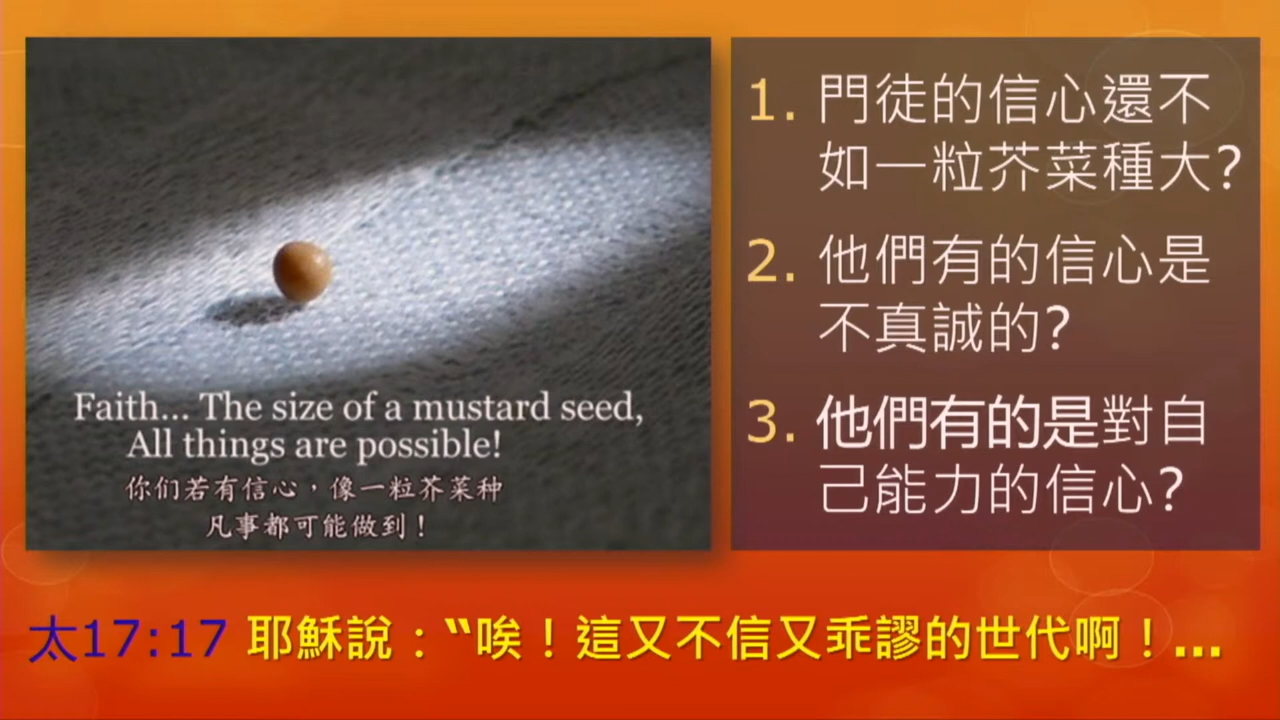 Faith... The size of a mustard seed,
All things are possible!
你们若有信心，像一粒芥菜种
凡事都可能做到！
1. 門徒的信心還不
如一粒芥菜種大?
2. 他們有的信心是
不真誠的?
3. 他們有的是對自
己能力的信心?
太17:17 耶穌說：“唉！這又不信又乖謬的世代啊！...